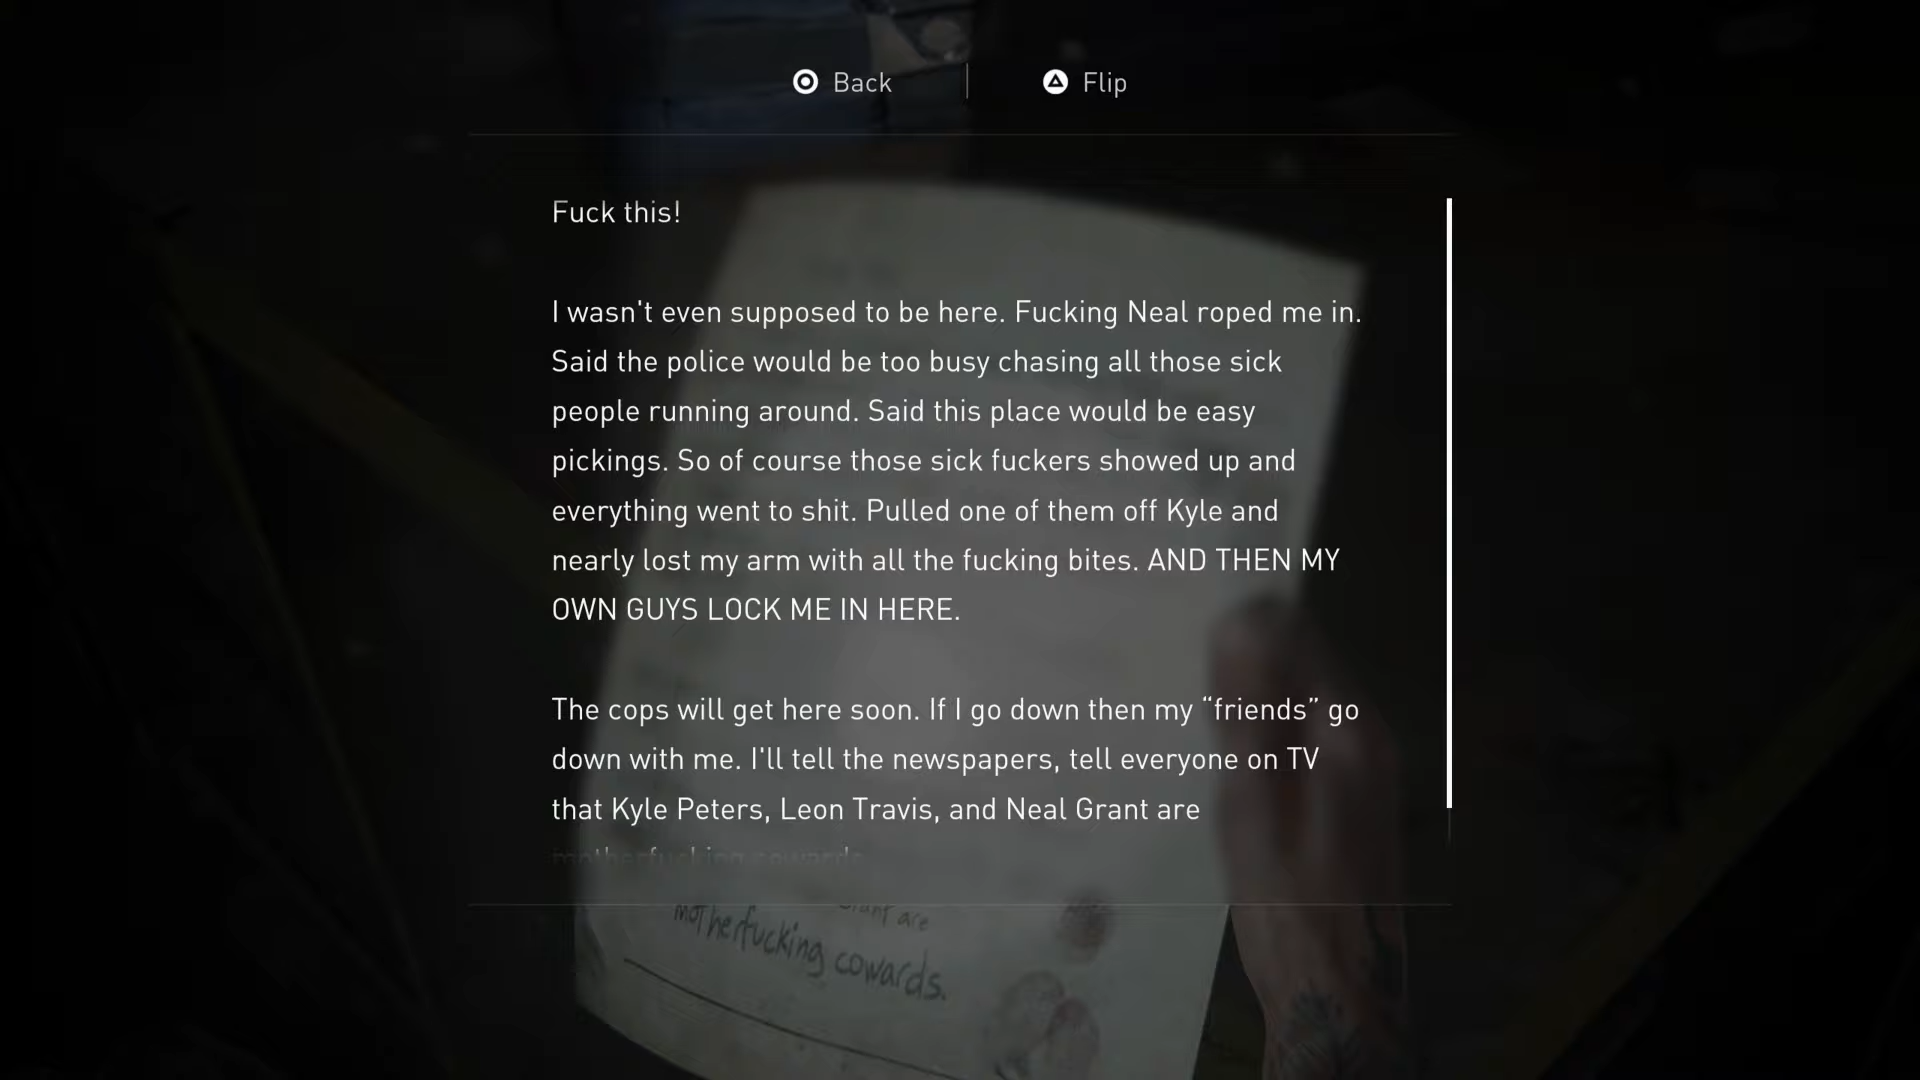 Back
Flip
Fuck this!
I wasn't even supposed to be here. Fucking Neal roped me in.
Said the police would be too busy chasing all those sick
people running around. Said this place would be easy
pickings. So of course those sick fuckers showed up and
everything went to shit. Pulled one of them off Kyle and
nearly lost my arm with all the fucking bites. AND THEN MY
OWN GUYS LOCK ME IN HERE.
The cops will get here soon. If I go down then my “friends” go
down with me. I'll tell the newspapers, tell everyone on TV
that Kyle Peters, Leon Travis, and Neal Grant are
motherfucking cowards.
Grant are
motherfucking cowards.